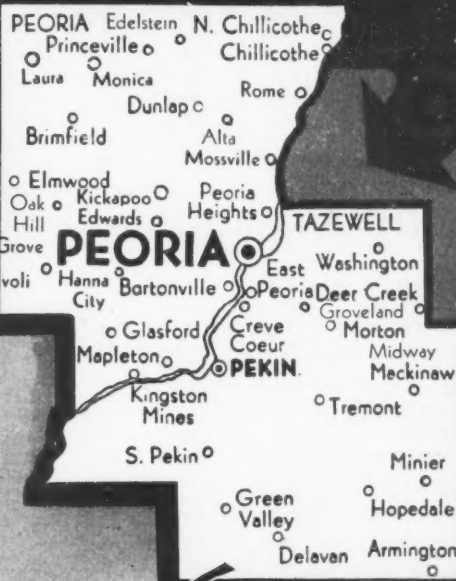 PEORIA Edelstein N. Chillicothe
Princeville Chillicothe
Laura Monica Rome
Dunlap
Brimfield Alta
Mossville
Elmwood Peoria
Oak Kickapoo Heights
Hill Edwards
Grove PEORIA TAZEWELL
Washington
voli Hanna Bartonville East
City Peoria Deer Creek
Glasford Creve Groveland
Coeur Morton
Mapleton PEKIN Midway
Kingston Meckinaw
Mines Tremont
S. Pekin Minier
Green Hopedale
Valley
Delavan Armington